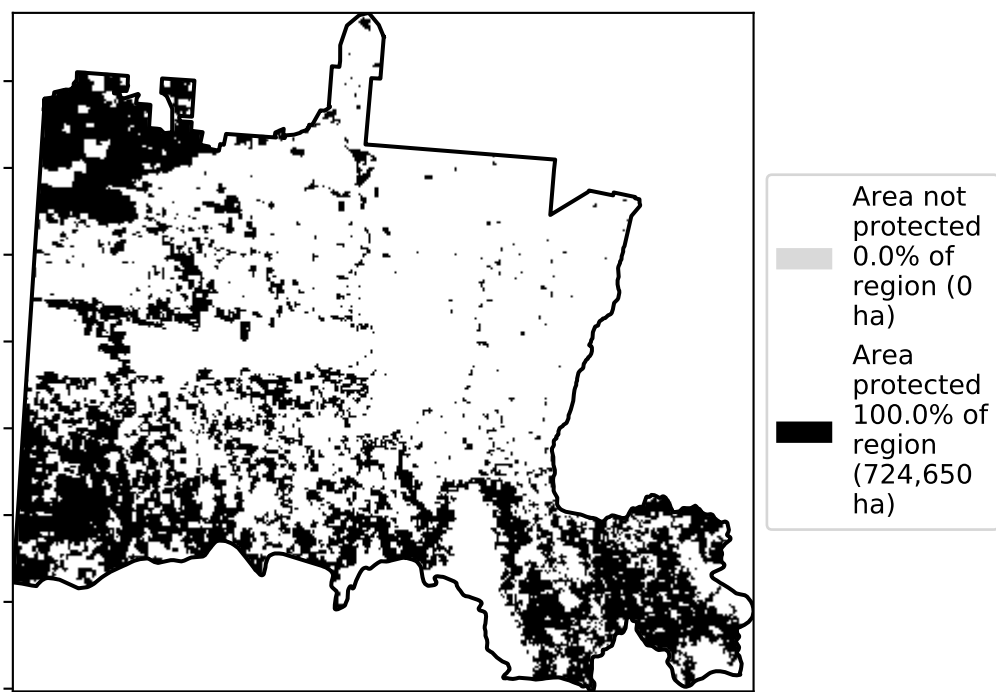 Area not
protected
0.0% of
region (0
ha)
Area
protected
100.0% of
region
(724,650
ha)